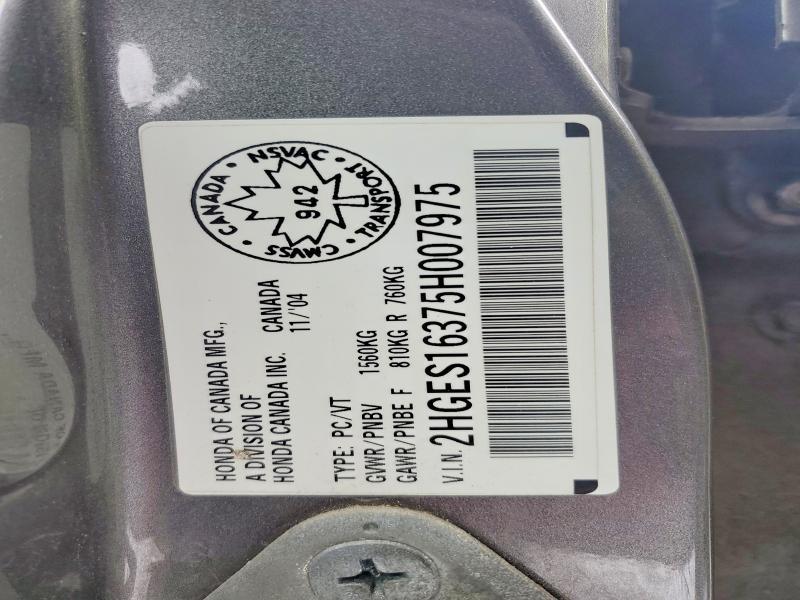 HONDA OF CANADA MFG.,
A DIVISION OF
HONDA CANADA INC. CANADA
11/'04
TYPE: PC/VT
GVWR/PNBV 1560KG
GAWR/PNBE F 810KG R 760KG
V.I.N. 2HGES16375H007975
CANADA · NSVAC · TRANSPORT · CMVSS ·
942